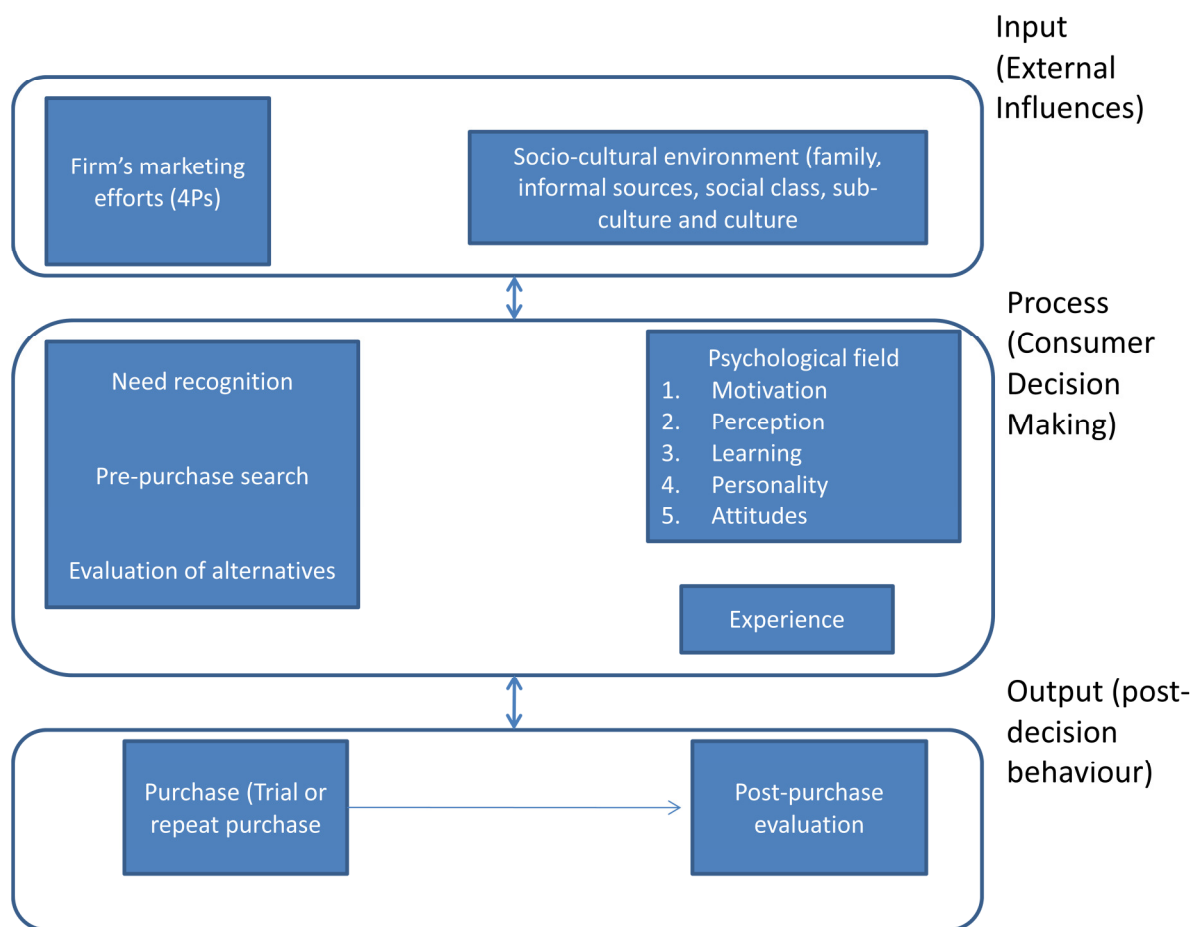 Input
(External
Influences)
Firm’s marketing
efforts (4Ps)
Socio-cultural environment (family,
informal sources, social class, sub-
culture and culture
Process
(Consumer
Decision
Making)
Need recognition
Pre-purchase search
Evaluation of alternatives
Psychological field
1. Motivation
2. Perception
3. Learning
4. Personality
5. Attitudes
Experience
Output (post-
decision
behaviour)
Purchase (Trial or
repeat purchase
Post-purchase
evaluation